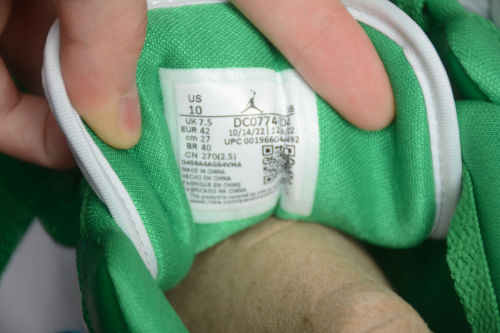 US
10
UK 7.5
EUR 42
cm 27
BR 40
CN 270(2.5)
MADE IN CHINA
HECHO EN CHINA
FABRIQUE EN CHINE
FABRICADO NA CHINA
DC0774
10/14/22
UPC 00196604